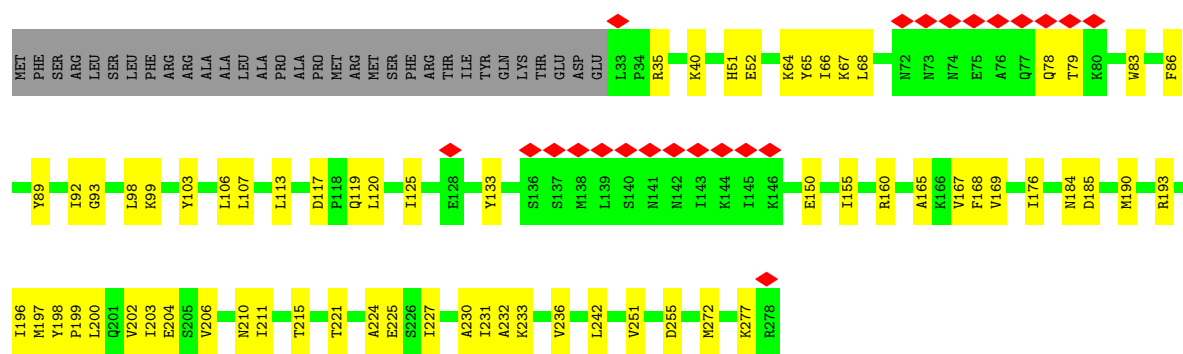 MET PHE SER ARG LEU SER LEU PHE ARG ARG ALA ALA LEU ALA PRO ALA PRO MET ARG MET SER PHE ARG THR ILE TYR GLN LYS THR GLU ASP GLU L33 P34 R35 K40 H51 E52 K64 Y65 I66 K67 L68 N72 N73 N74 E75 A76 Q77 Q78 T79 K80 W83 F86
Y89 I92 G93 L98 K99 Y103 L106 L107 L113 D117 P118 Q119 L120 I125 E128 Y133 S136 S137 M138 L139 S140 N141 N142 I143 K144 I145 K146 E150 I155 R160 A165 K166 V167 F168 V169 I176 N184 D185 M190 R193
I196 M197 Y198 P199 L200 Q201 V202 I203 E204 S205 V206 N210 I211 T215 T221 A224 E225 S226 I227 A230 I231 A232 K233 V236 L242 V251 D255 M272 K277 R278